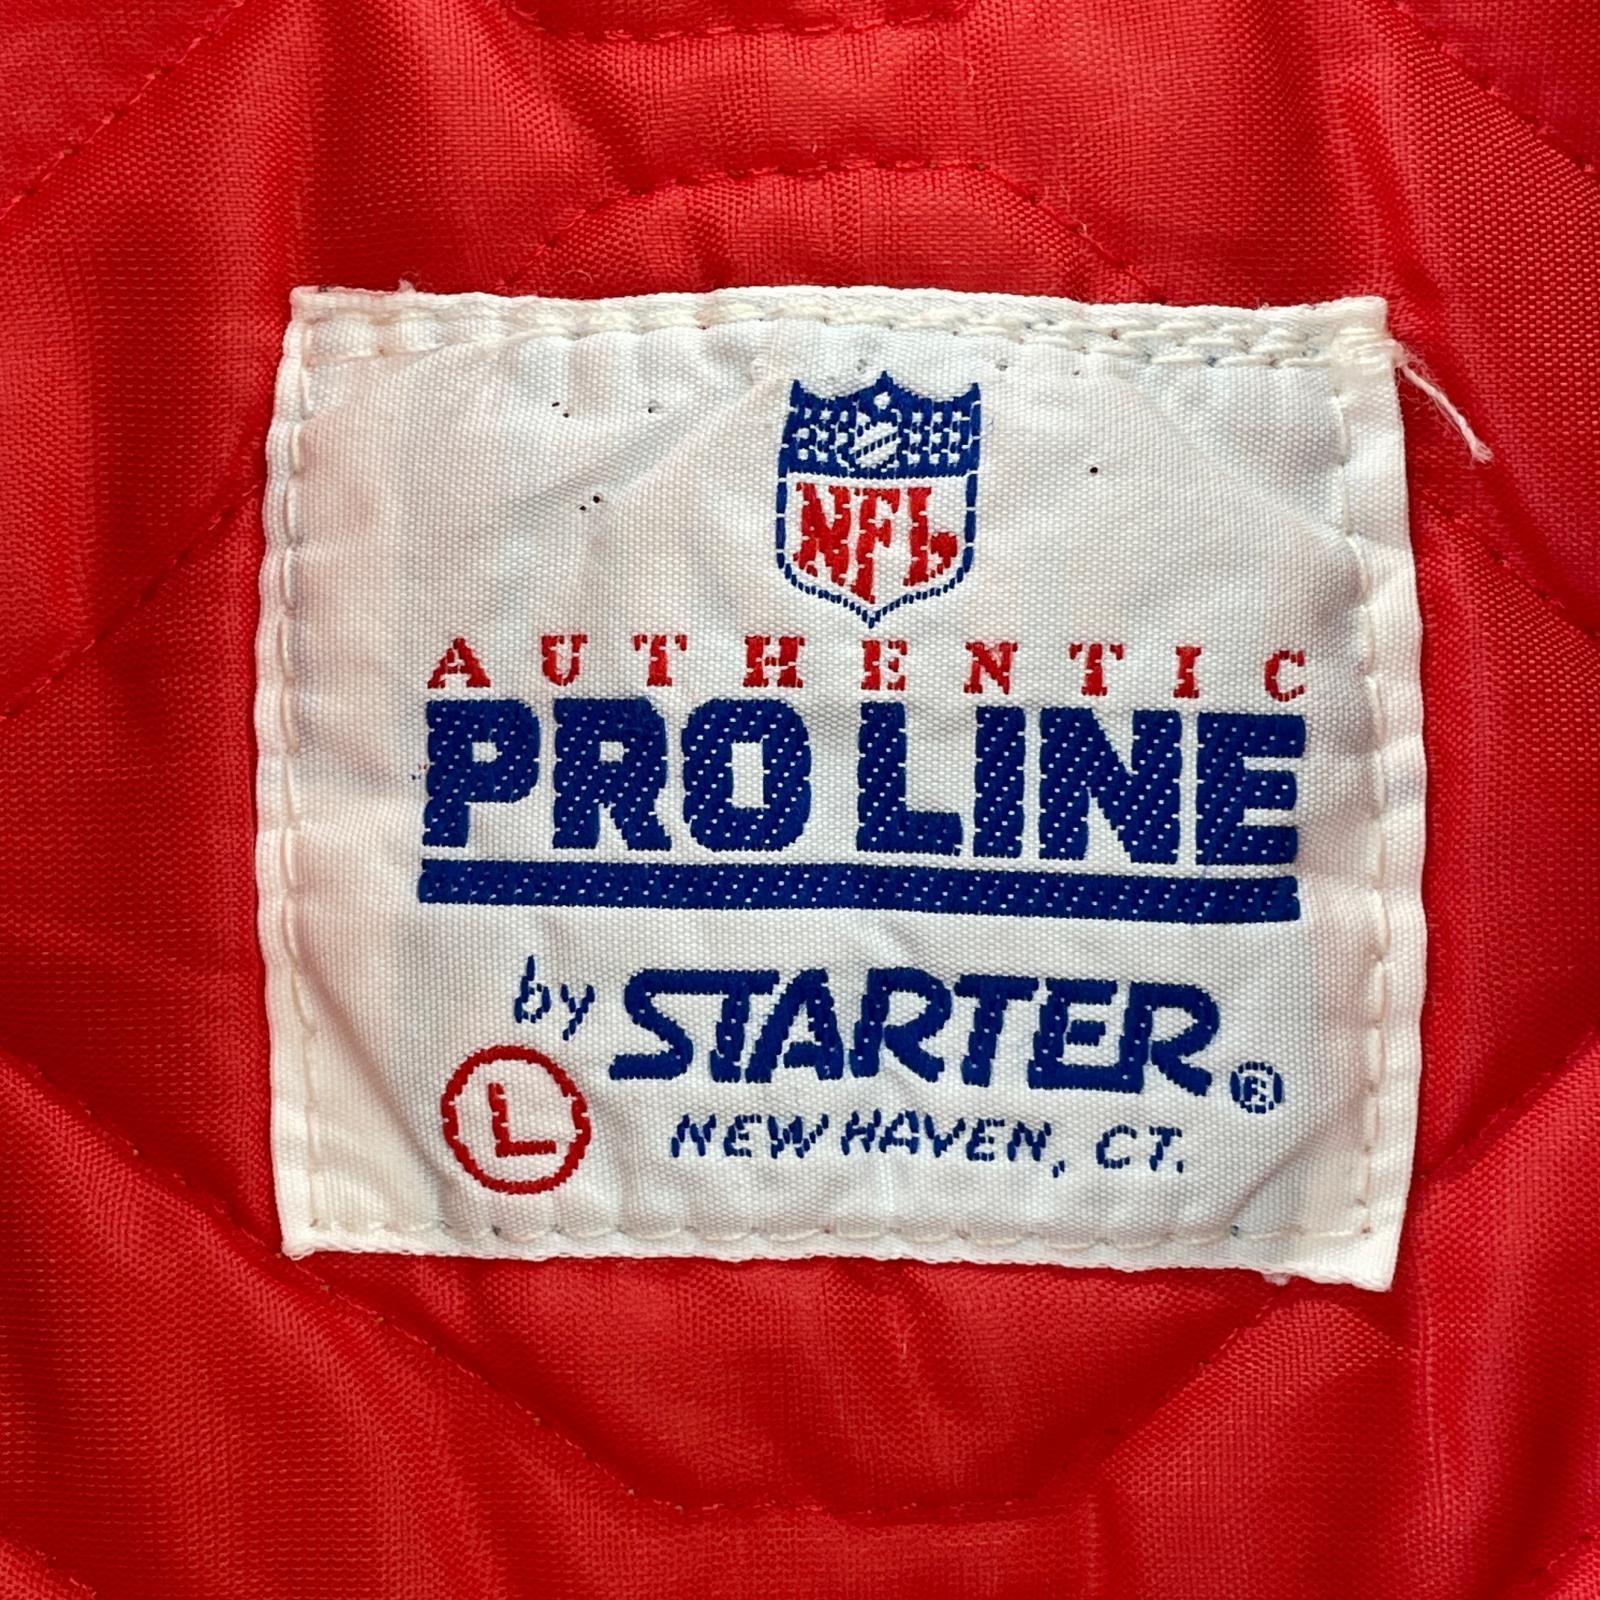 NFL
AUTHENTIC
PRO LINE
by STARTER®
L
NEW HAVEN, CT.